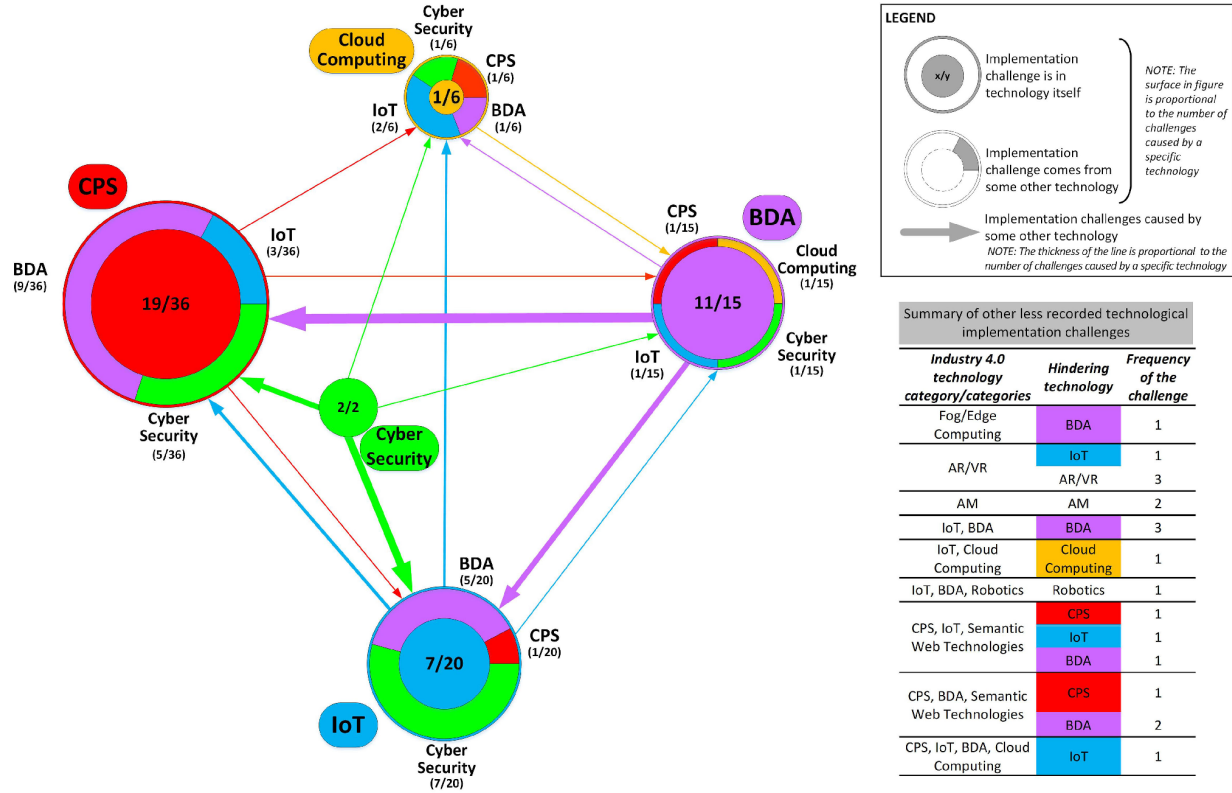 Cyber
Security
(1/6)
Cloud
Computing
CPS
(1/6)
1/6
IoT
(2/6)
BDA
(1/6)
CPS
IoT
(3/36)
BDA
(9/36)
19/36
Cyber
Security
(5/36)
CPS
(1/15)
BDA
Cloud
Computing
(1/15)
11/15
IoT
(1/15)
Cyber
Security
(1/15)
2/2
Cyber
Security
BDA
(5/20)
CPS
(1/20)
7/20
IoT
Cyber
Security
(7/20)
LEGEND
x/y
Implementation
challenge is in
technology itself
Implementation
challenge comes from
some other technology
NOTE: The
surface in figure
is proportional
to the number of
challenges
caused by a
specific
technology
Implementation challenges caused by
some other technology
NOTE: The thickness of the line is proportional to the
number of challenges caused by a specific technology
Summary of other less recorded technological
implementation challenges
Industry 4.0
technology
category/categories
Hindering
technology
Frequency
of the
challenge
Fog/Edge
Computing
BDA
1
AR/VR
IoT
1
AR/VR
3
AM
AM
2
IoT, BDA
BDA
3
IoT, Cloud
Computing
Cloud
Computing
1
IoT, BDA, Robotics
Robotics
1
CPS, IoT, Semantic
Web Technologies
CPS
1
IoT
1
BDA
1
CPS, BDA, Semantic
Web Technologies
CPS
1
BDA
2
CPS, IoT, BDA, Cloud
Computing
IoT
1